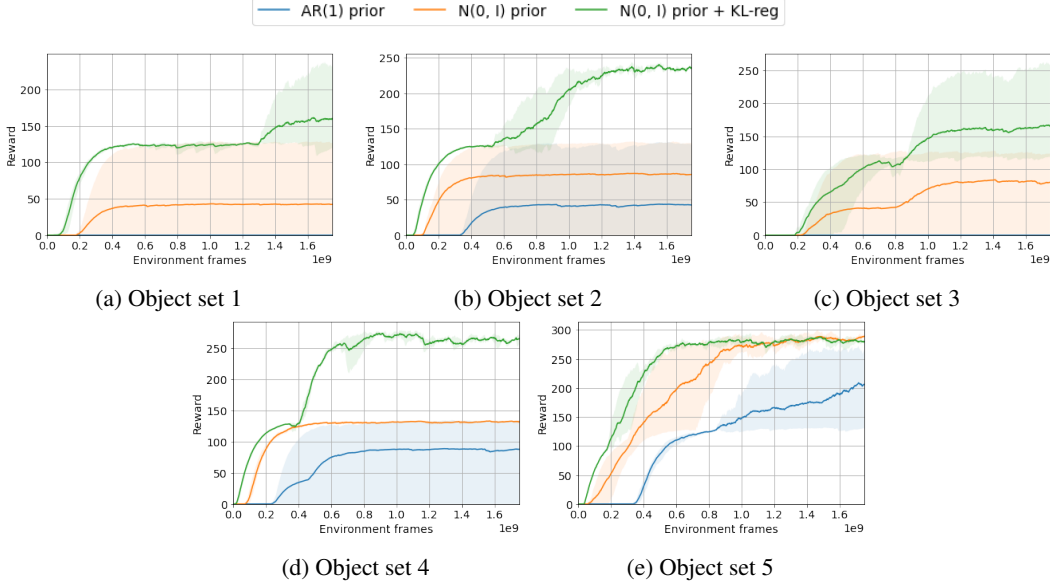 AR(1) prior N(0, I) prior N(0, I) prior + KL-reg
200
150
100
50
0
Reward
0.0 0.2 0.4 0.6 0.8 1.0 1.2 1.4 1.6
Environment frames 1e9
(a) Object set 1
250
200
150
100
50
0
Reward
0.0 0.2 0.4 0.6 0.8 1.0 1.2 1.4 1.6
Environment frames 1e9
(b) Object set 2
250
200
150
100
50
0
Reward
0.0 0.2 0.4 0.6 0.8 1.0 1.2 1.4 1.6
Environment frames 1e9
(c) Object set 3
250
200
150
100
50
0
Reward
0.0 0.2 0.4 0.6 0.8 1.0 1.2 1.4 1.6
Environment frames 1e9
(d) Object set 4
300
250
200
150
100
50
0
Reward
0.0 0.2 0.4 0.6 0.8 1.0 1.2 1.4 1.6
Environment frames 1e9
(e) Object set 5